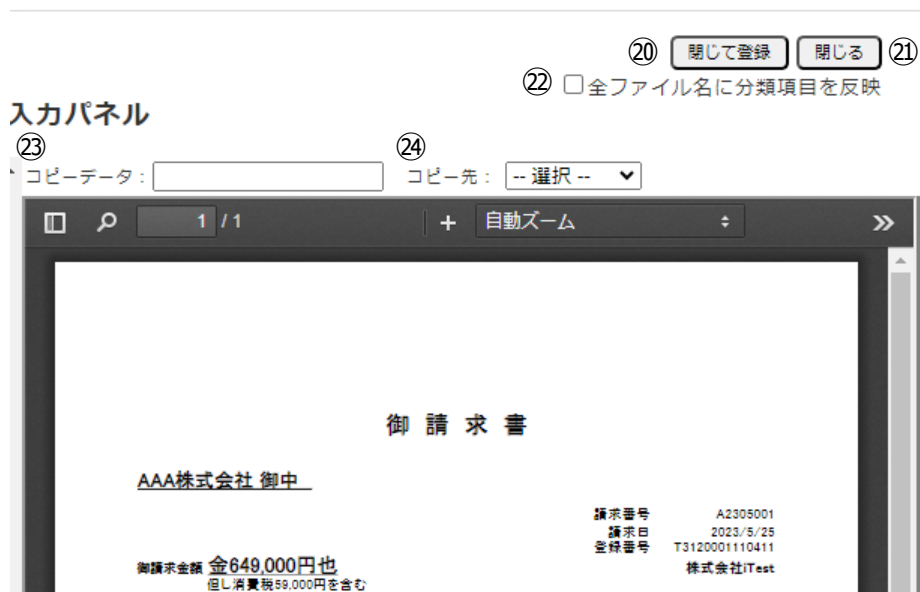 ⑳ 閉じて登録 閉じる ㉑
㉒ 全ファイル名に分類項目を反映
入力パネル
㉓ ㉔
コピーデータ: コピー先: -- 選択 --
1 / 1 自動ズーム
御 請 求 書
AAA株式会社 御中
請求番号 A2305001
請求日 2023/5/25
登録番号 T3120001110411
御請求金額 金649,000円也 株式会社iTest
但し消費税59,000円を含む